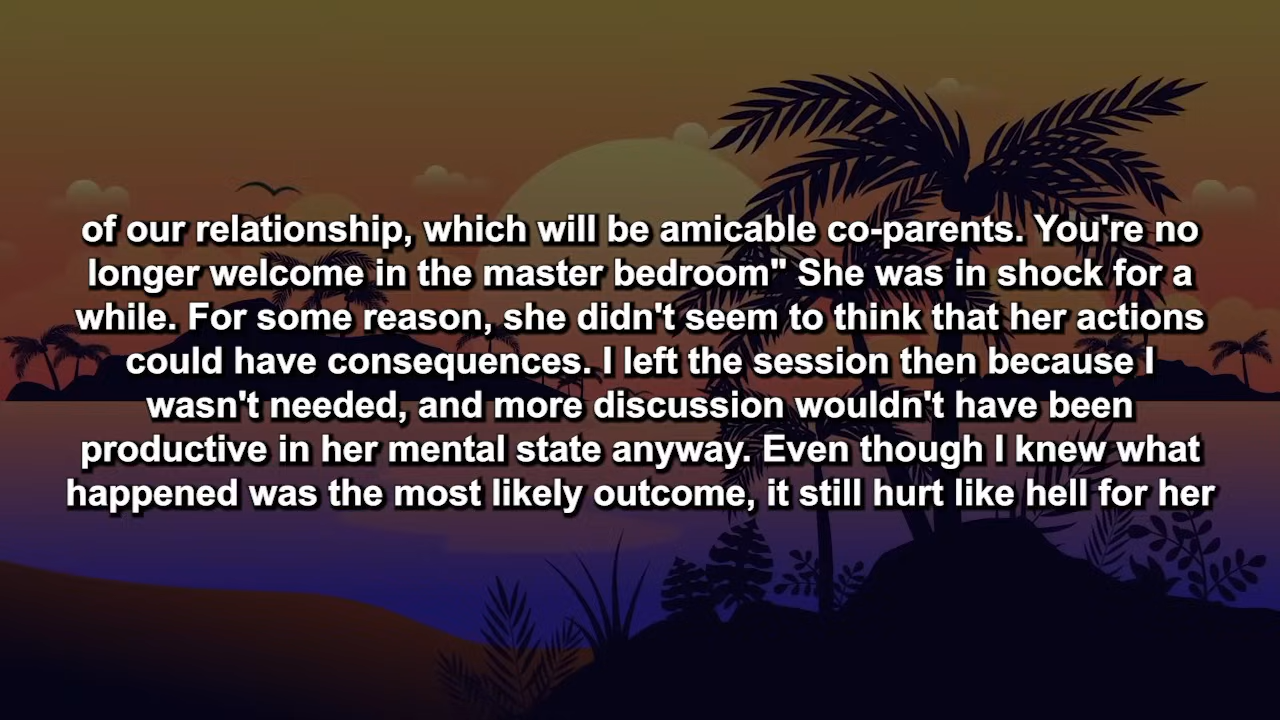 of our relationship, which will be amicable co-parents. You're no
longer welcome in the master bedroom" She was in shock for a
while. For some reason, she didn't seem to think that her actions
could have consequences. I left the session then because I
wasn't needed, and more discussion wouldn't have been
productive in her mental state anyway. Even though I knew what
happened was the most likely outcome, it still hurt like hell for her